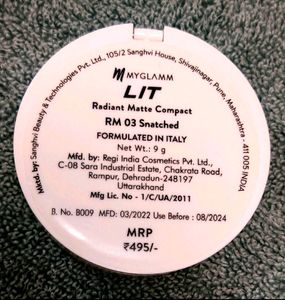 Mktd. by: Sanghvi Beauty & Technologies Pvt. Ltd., 105/2 Sanghvi House, Shivajinagar, Pune, Maharashtra - 411 005 INDIA
MYGLAMM
LIT
Radiant Matte Compact
RM 03 Snatched
FORMULATED IN ITALY
Net Wt.: 9 g
Mfd. by: Regi India Cosmetics Pvt. Ltd.,
C-08 Sara Industrial Estate, Chakrata Road,
Rampur, Dehradun-248197
Uttarakhand
Mfg Lic. No - 1/C/UA/2011
B. No. B009 MFD: 03/2022 Use Before : 08/2024
MRP
₹495/-